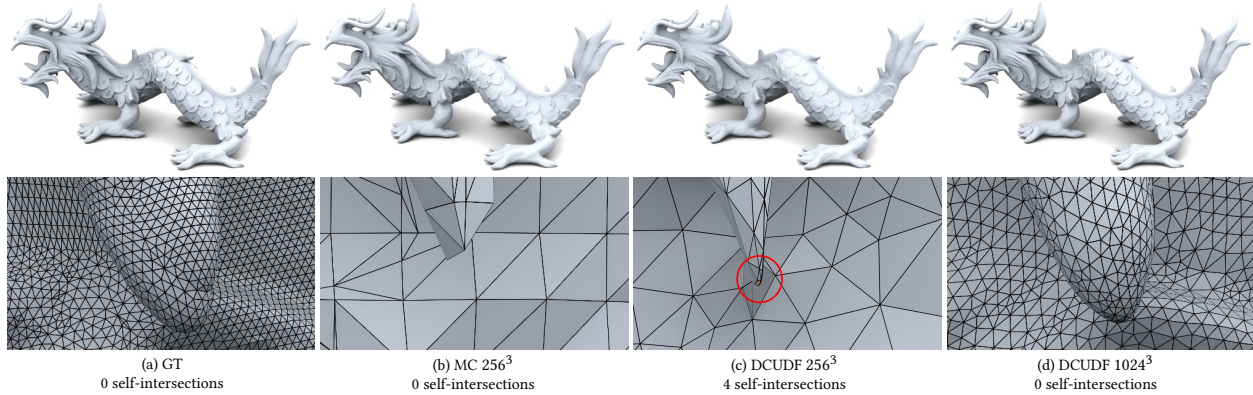 (a) GT
0 self-intersections
(b) MC 256³
0 self-intersections
(c) DCUDF 256³
4 self-intersections
(d) DCUDF 1024³
0 self-intersections